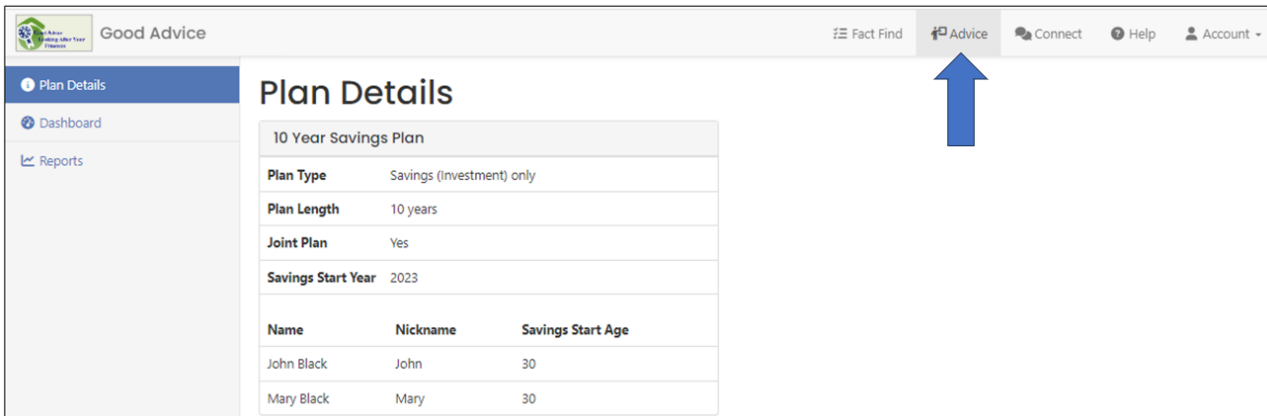 Good Advice
Fact Find
Advice
Connect
Help
Account
Plan Details
Dashboard
Reports
Plan Details
10 Year Savings Plan
Plan Type Savings (Investment) only
Plan Length 10 years
Joint Plan Yes
Savings Start Year 2023
Name Nickname Savings Start Age
John Black John 30
Mary Black Mary 30